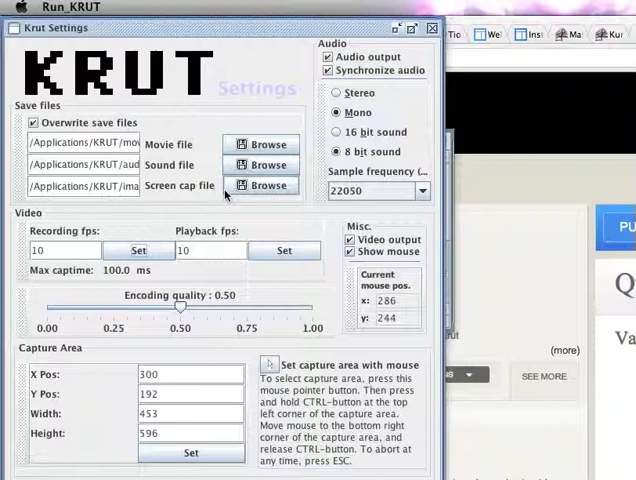 Run_KRUT
Krut Settings
Tio
We
Ins
Ma
Kur
KRUT
Settings
Save files
Overwrite save files
/Applications/KRUT/mov
Movie file
Browse
/Applications/KRUT/aud
Sound file
Browse
/Applications/KRUT/ima
Screen cap file
Browse
Audio
Audio output
Synchronize audio
Stereo
Mono
16 bit sound
8 bit sound
Sample frequency (...
22050
Video
Recording fps:
Playback fps:
10
Set
10
Set
Max captime: 100.0 ms
Encoding quality : 0.50
0.00 0.25 0.50 0.75 1.00
Misc.
Video output
Show mouse
Current
mouse pos.
x: 286
y: 244
Capture Area
X Pos: 300
Y Pos: 192
Width: 453
Height: 596
Set
Set capture area with mouse
To select capture area, press this
mouse pointer button. Then press
and hold CTRL-button at the top
left corner of the capture area.
Move mouse to the bottom right
corner of the capture area, and
release CTRL-button. To abort at
any time, press ESC.
PU
Q
Va
(more)
SEE MORE